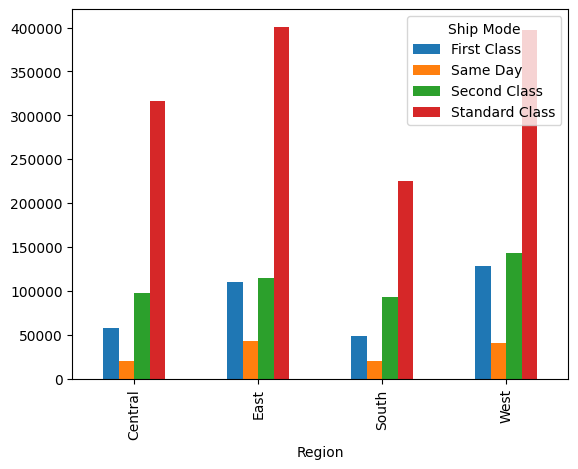 Ship Mode
First Class
Same Day
Second Class
Standard Class
400000
350000
300000
250000
200000
150000
100000
50000
0
Central
East
South
West
Region